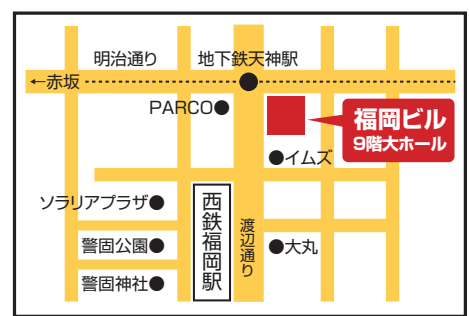 明治通り
地下鉄天神駅
←赤坂
PARCO●
福岡ビル
9階大ホール
●イムズ
ソラリアプラザ●
西鉄福岡駅
渡辺通り
警固公園●
●大丸
警固神社●